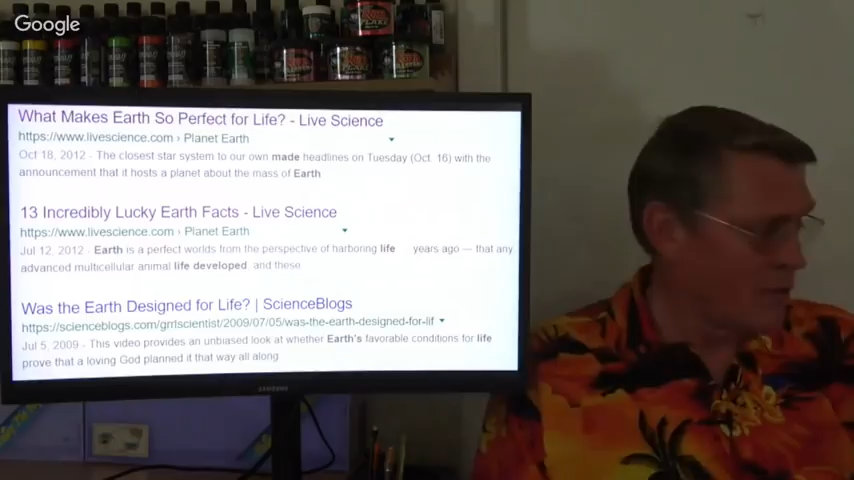 Google
What Makes Earth So Perfect for Life? - Live Science
https://www.livescience.com › Planet Earth
Oct 18, 2012 - The closest star system to our own made headlines on Tuesday (Oct. 16) with the
announcement that it hosts a planet about the mass of Earth
13 Incredibly Lucky Earth Facts - Live Science
https://www.livescience.com › Planet Earth
Jul 12, 2012 - Earth is a perfect worlds from the perspective of harboring life years ago — that any
advanced multicellular animal life developed, and these
Was the Earth Designed for Life? | ScienceBlogs
https://scienceblogs.com/grrlscientist/2009/07/05/was-the-earth-designed-for-lif
Jul 5, 2009 - This video provides an unbiased look at whether Earth's favorable conditions for life
prove that a loving God planned it that way all along
SAMSUNG